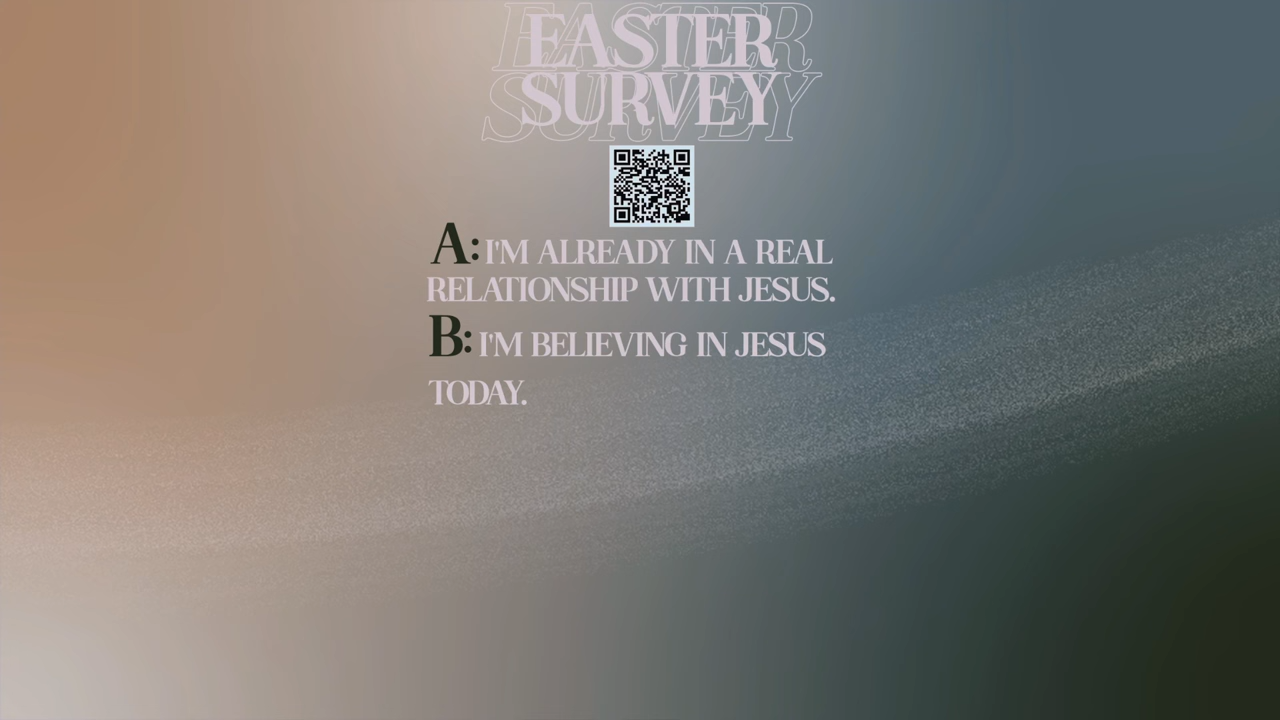 EASTER
SURVEY
A: I'M ALREADY IN A REAL
RELATIONSHIP WITH JESUS.
B: I'M BELIEVING IN JESUS
TODAY.